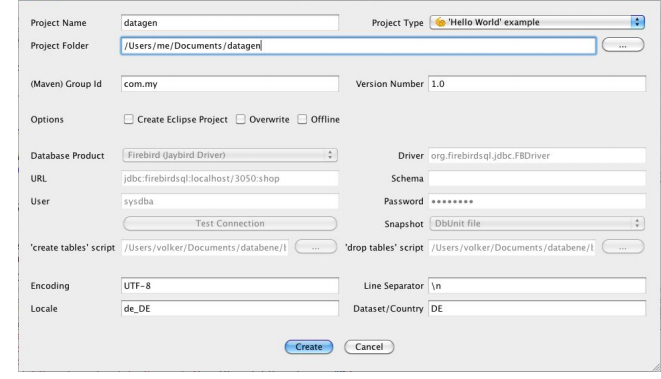 Project Name datagen Project Type 'Hello World' example
Project Folder /Users/me/Documents/datagen ...
(Maven) Group Id com.my Version Number 1.0
Options Create Eclipse Project Overwrite Offline
Database Product Firebird (Jaybird Driver) Driver org.firebirdsql.jdbc.FBDriver
URL jdbc:firebirdsql:localhost/3050:shop Schema
User sysdba Password ••••••••
Test Connection Snapshot DbUnit file
'create tables' script /Users/volker/Documents/databene/b ... 'drop tables' script /Users/volker/Documents/databene/b ...
Encoding UTF-8 Line Separator \n
Locale de_DE Dataset/Country DE
Create Cancel